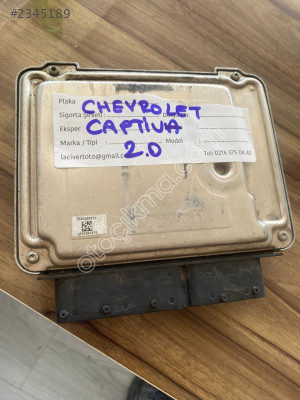 #2345189
Plaka
CHEVROLET
Sigorta Şirketi :
Eksper
CAPTIVA
Marka / Tipi :
Model:
2.0
lacivertoto@gmail.com
Tel: 0216 575 04 41
otoçıkma.com